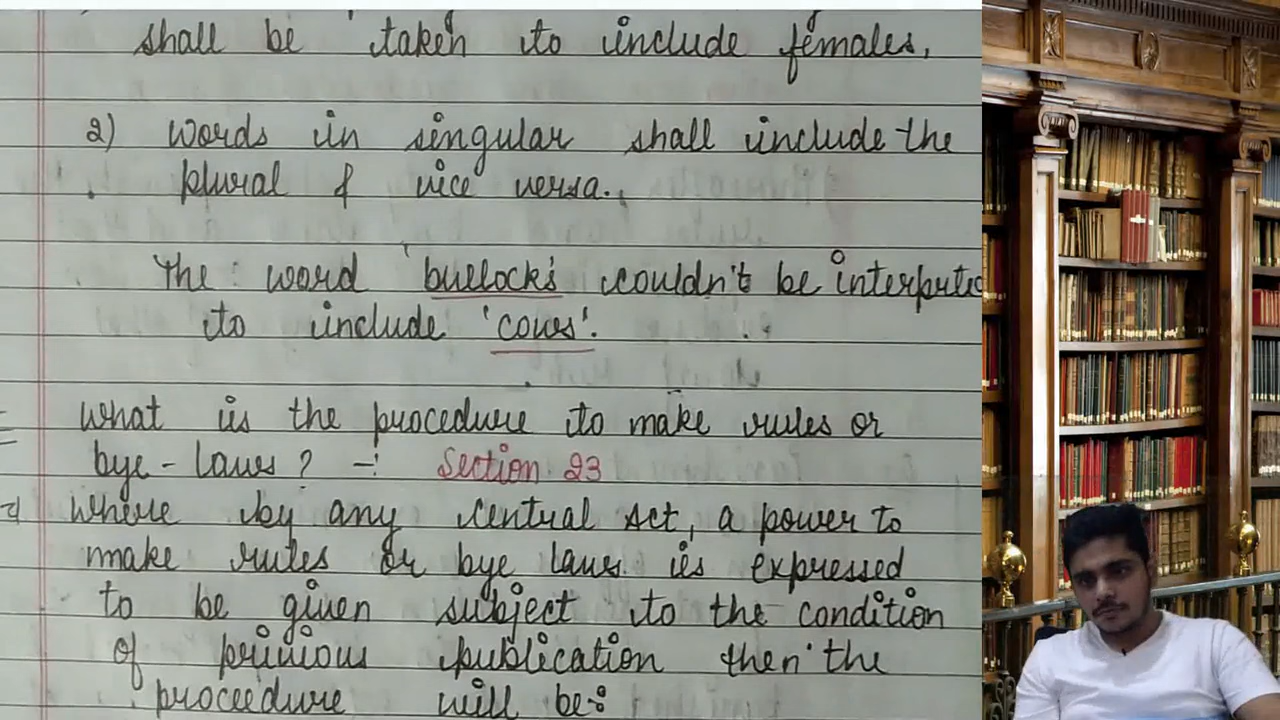 shall be taken to include females,
2) words in singular shall include the
plural & vice versa.
The word 'bullocks' couldn't be interpute
to include 'cows'.
What is the procedure to make rules or
bye-laws? -: Section 23
where by any central Act, a power to
make rules or bye laws is expressed
to be given subject to the condition
of privious publication then the
proceedure will be: